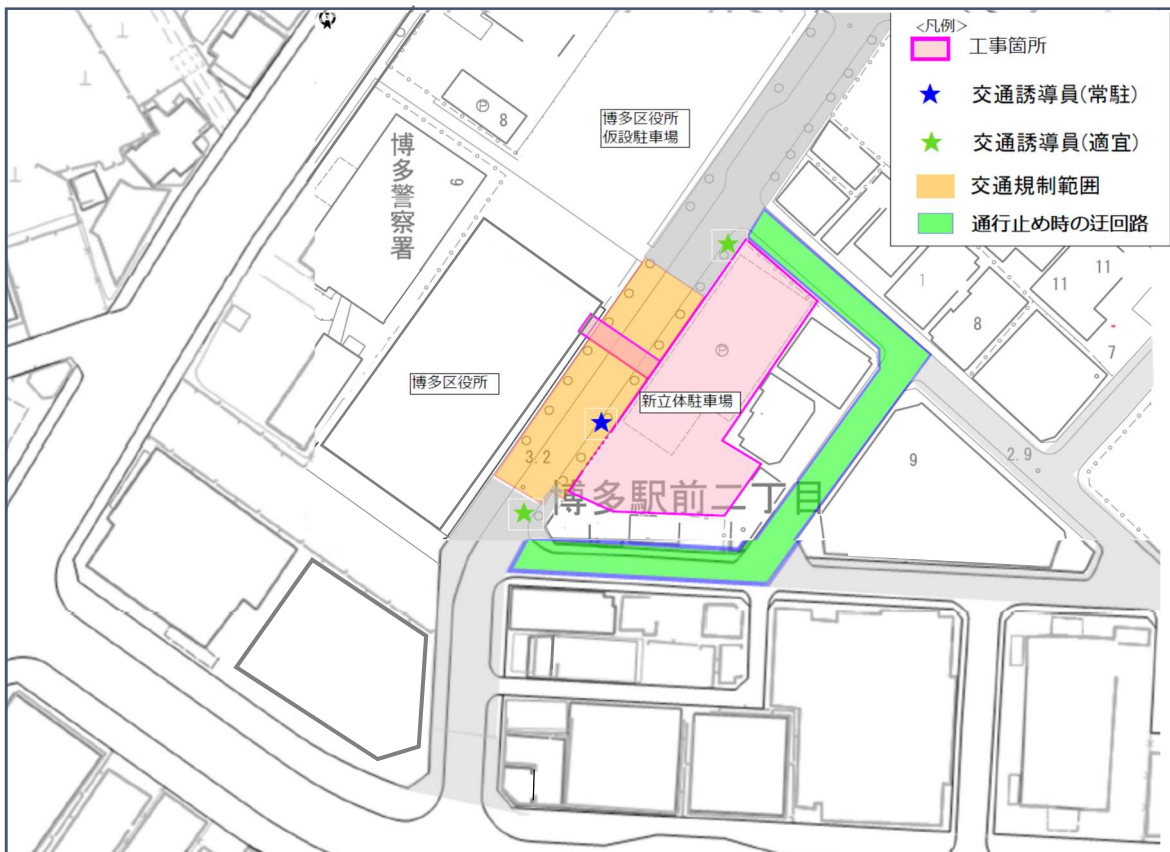 <凡例>
工事箇所
交通誘導員(常駐)
交通誘導員(適宜)
交通規制範囲
通行止め時の迂回路
博多区役所
仮設駐車場
P
8
博多警察署
9
1
11
11
8
7
P
博多区役所
新立体駐車場
3.2
博多駅前二丁目
9
2.9